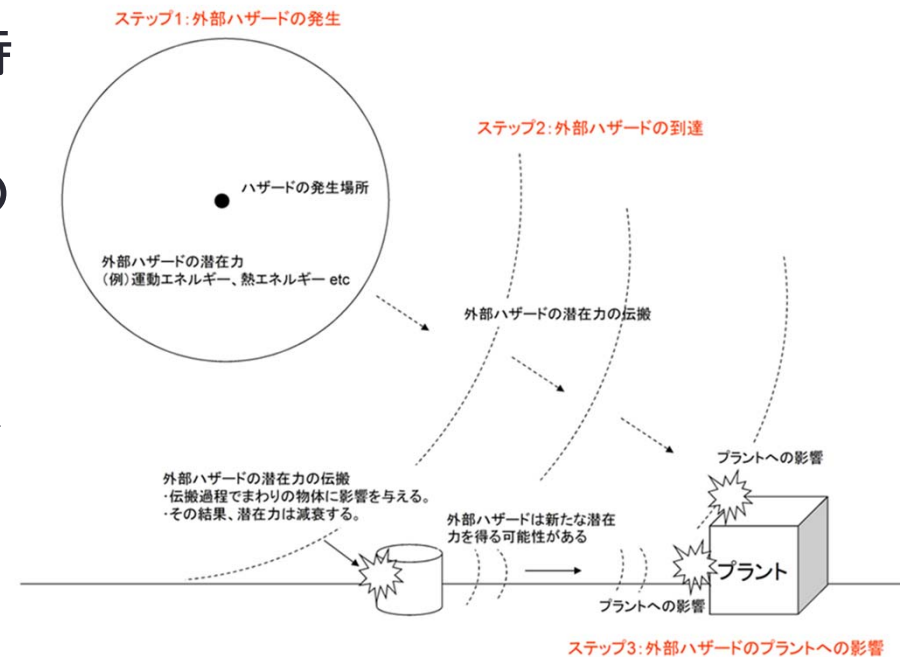 ステップ1：外部ハザードの発生
ステップ2：外部ハザードの到達
ハザードの発生場所
外部ハザードの潜在力
（例）運動エネルギー、熱エネルギー etc
外部ハザードの潜在力の伝搬
プラントへの影響
外部ハザードの潜在力の伝搬
・伝搬過程でまわりの物体に影響を与える。
・その結果、潜在力は減衰する。
外部ハザードは新たな潜在
力を得る可能性がある
プラント
プラントへの影響
ステップ3：外部ハザードのプラントへの影響